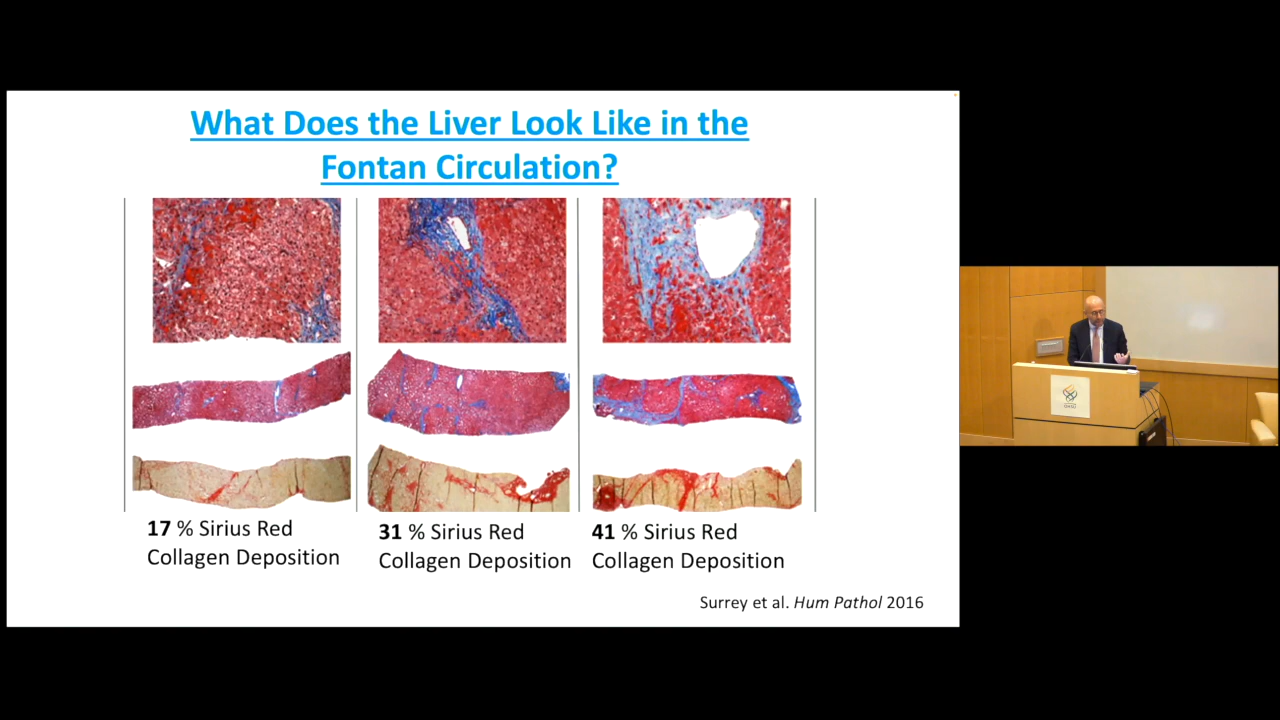 What Does the Liver Look Like in the
Fontan Circulation?
17 % Sirius Red
Collagen Deposition
31 % Sirius Red
Collagen Deposition
41 % Sirius Red
Collagen Deposition
Surrey et al. Hum Pathol 2016
OHSU